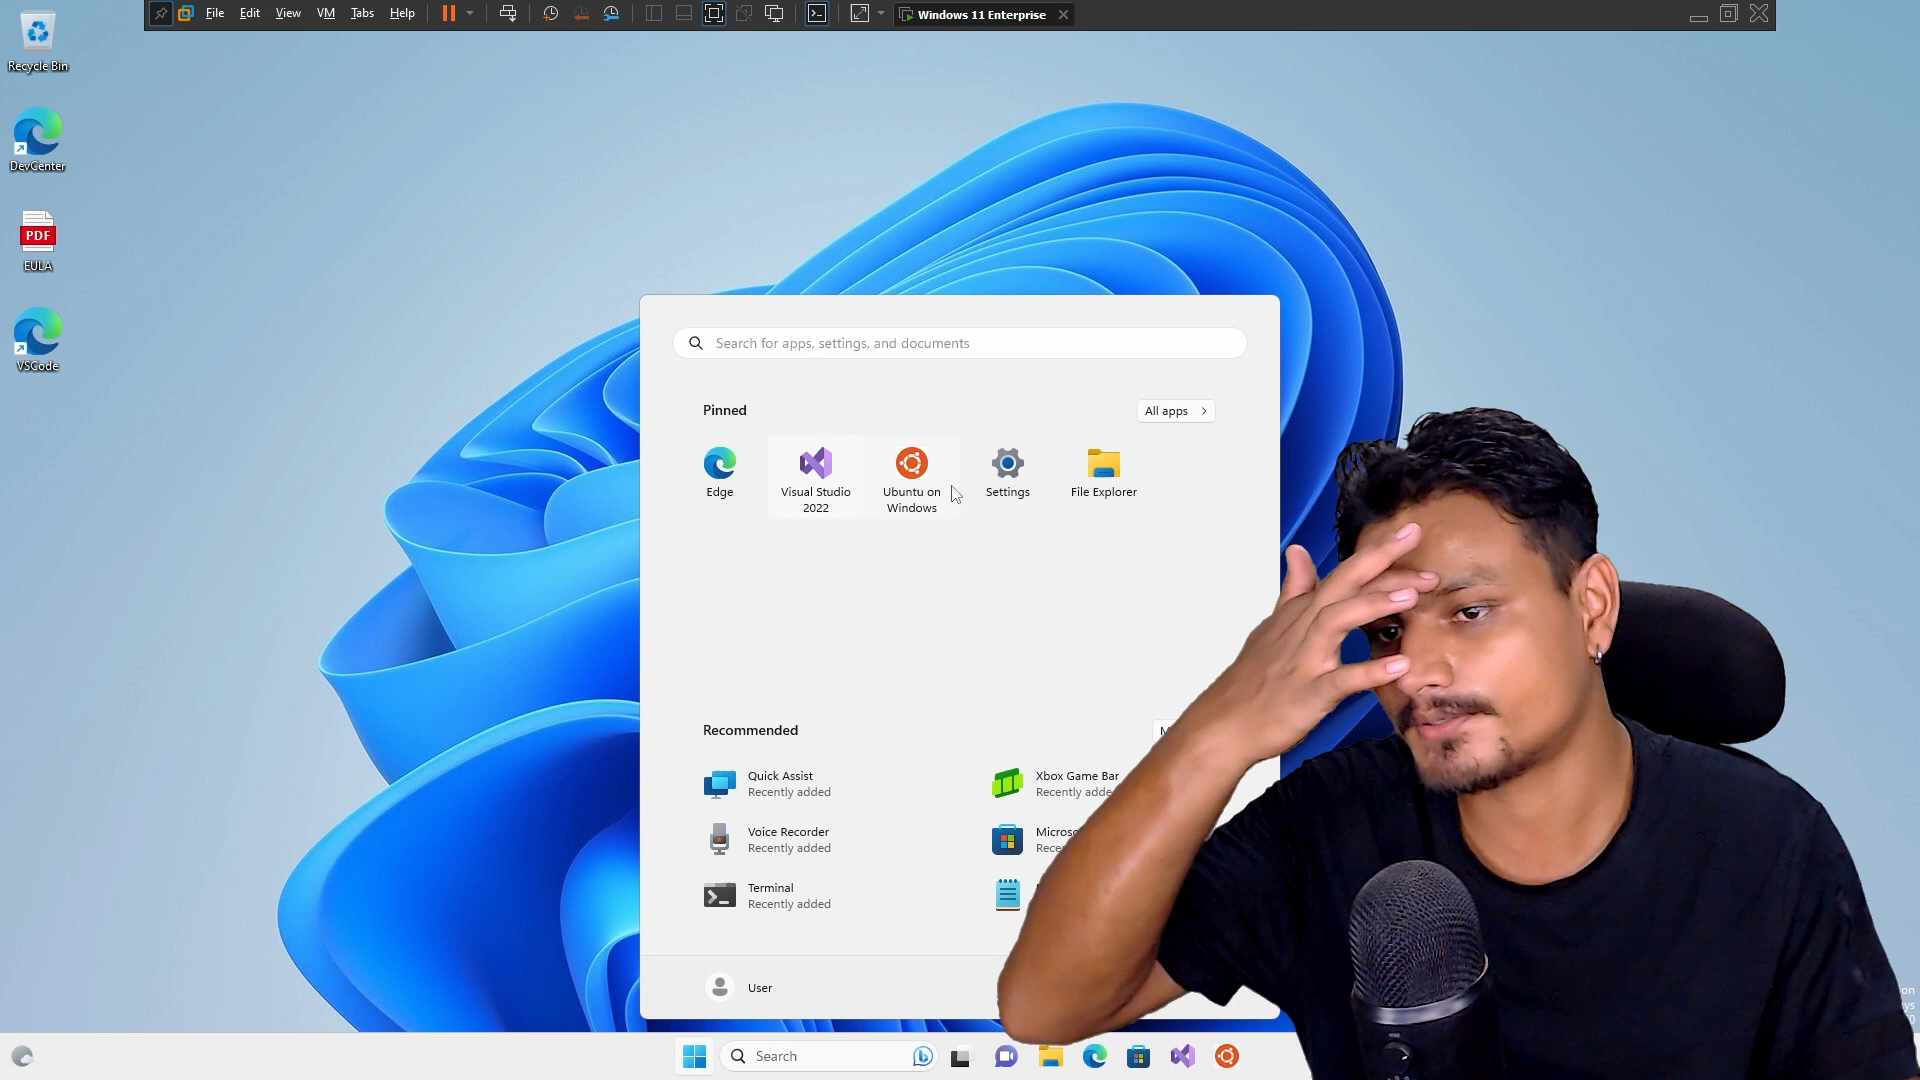 File Edit View VM Tabs Help
Windows 11 Enterprise
Recycle Bin
DevCenter
PDF
EULA
VSCode
Search for apps, settings, and documents
Pinned
All apps
Edge
Visual Studio
2022
Ubuntu on
Windows
Settings
File Explorer
Recommended
Quick Assist
Recently added
Xbox Game Bar
Voice Recorder
Recently added
Terminal
Recently added
User
Search